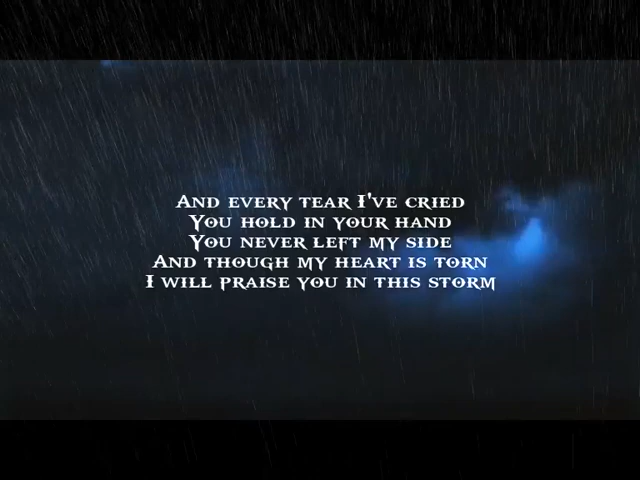 And every tear I've cried
You hold in your hand
You never left my side
And though my heart is torn
I will praise you in this storm